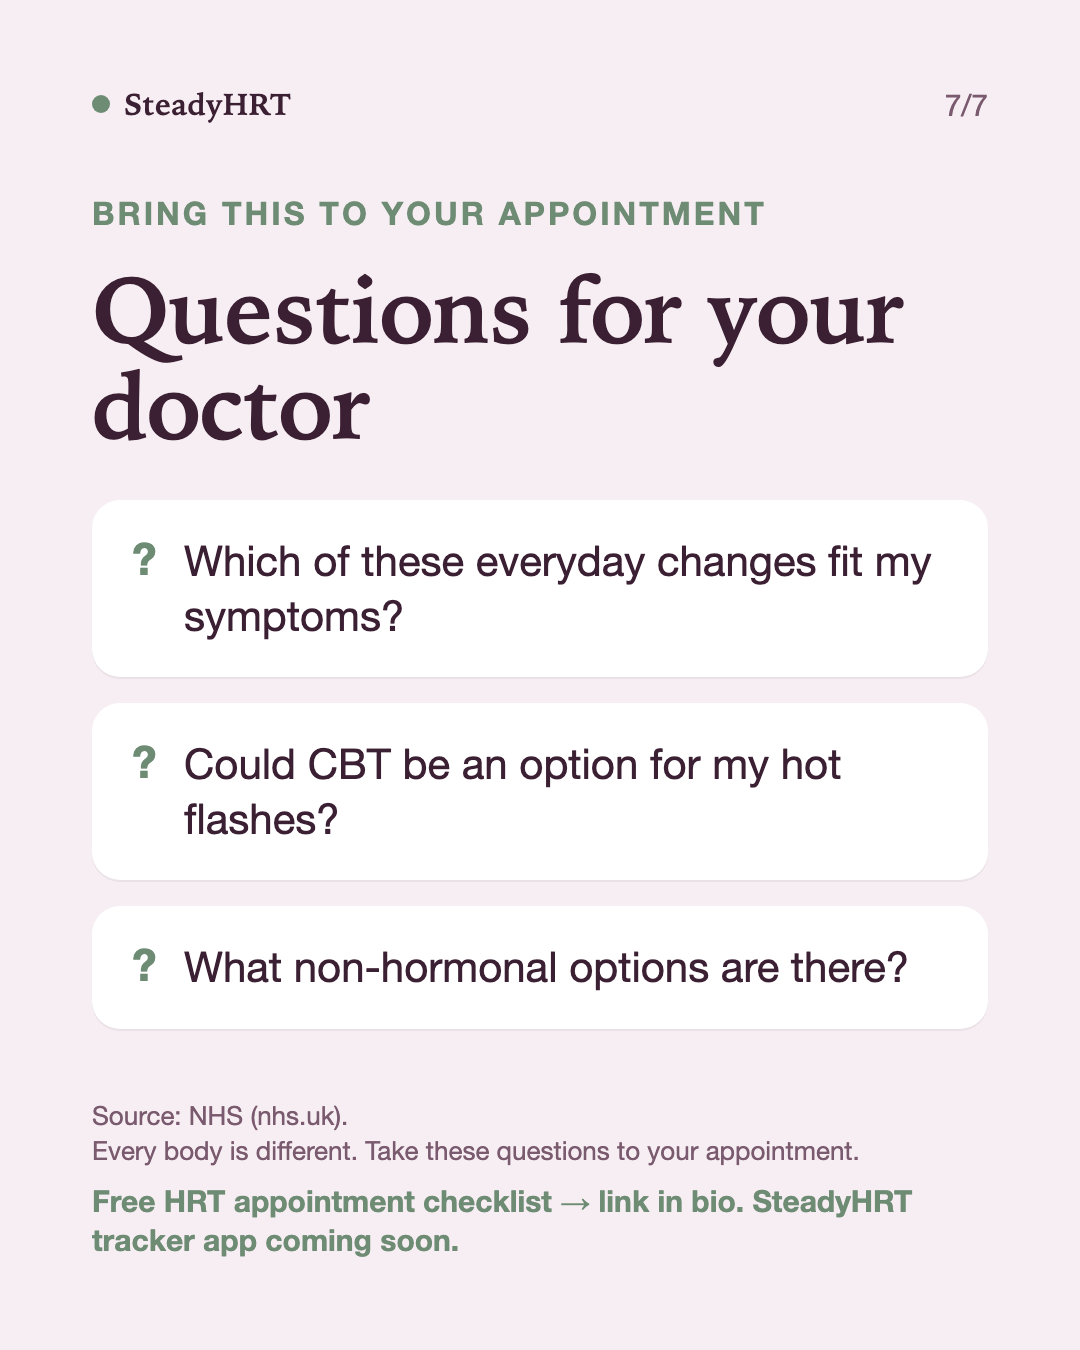 SteadyHRT
7/7
BRING THIS TO YOUR APPOINTMENT
Questions for your
doctor
? Which of these everyday changes fit my
symptoms?
? Could CBT be an option for my hot
flashes?
? What non-hormonal options are there?
Source: NHS (nhs.uk).
Every body is different. Take these questions to your appointment.
Free HRT appointment checklist → link in bio. SteadyHRT
tracker app coming soon.